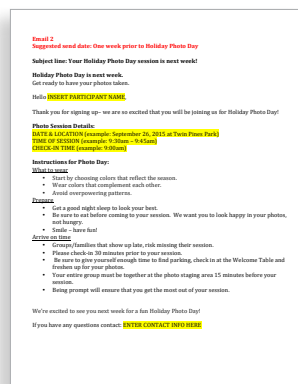 Email 2
Suggested send date: One week prior to Holiday Photo Day
Subject line: Your Holiday Photo Day session is next week!
Holiday Photo Day is next week.
Get ready to have your photos taken.
Hello INSERT PARTICIPANT NAME,
Thank you for signing up– we are so excited that you will be joining us for Holiday Photo Day!
Photo Session Details:
DATE & LOCATION (example: September 26, 2015 at Twin Pines Park)
TIME OF SESSION (example: 9:30am – 9:45am)
CHECK-IN TIME (example: 9:00am)
Instructions for Photo Day:
What to wear
• Start by choosing colors that reflect the season.
• Wear colors that complement each other.
• Avoid overpowering patterns.
Prepare
• Get a good night sleep to look your best.
• Be sure to eat before coming to your session. We want you to look happy in your photos,
not hungry.
• Smile – have fun!
Arrive on time
• Groups/families that show up late, risk missing their session.
• Please check-in 30 minutes prior to your session.
• Be sure to give yourself enough time to find parking, check in at the Welcome Table and
freshen up for your photos.
• Your entire group must be together at the photo staging area 15 minutes before your
session.
• Being prompt will ensure that you get the most out of your session.
We're excited to see you next week for a fun Holiday Photo Day!
If you have any questions contact: ENTER CONTACT INFO HERE